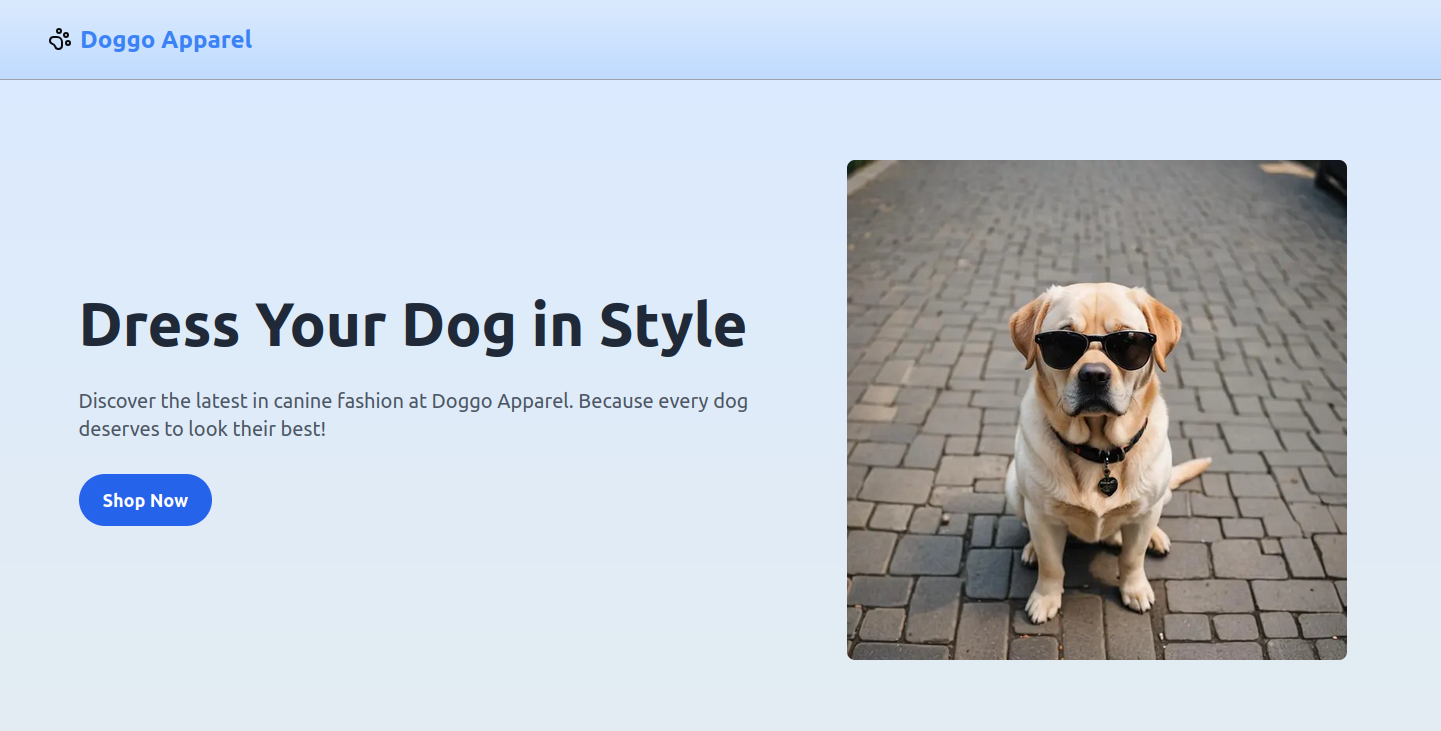 Doggo Apparel
Dress Your Dog in Style
Discover the latest in canine fashion at Doggo Apparel. Because every dog
deserves to look their best!
Shop Now